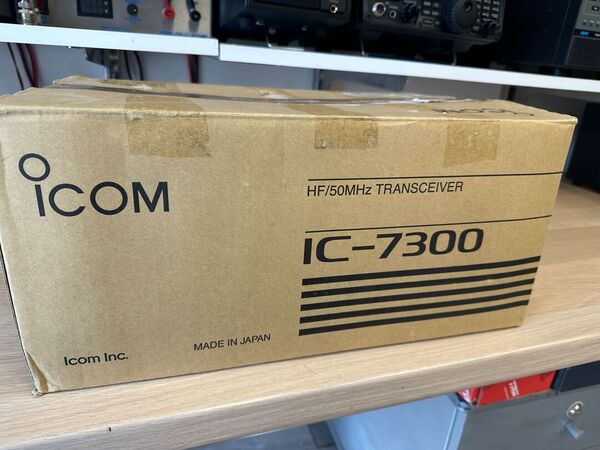 ICOM
HF/50MHz TRANSCEIVER
IC-7300
MADE IN JAPAN
Icom Inc.